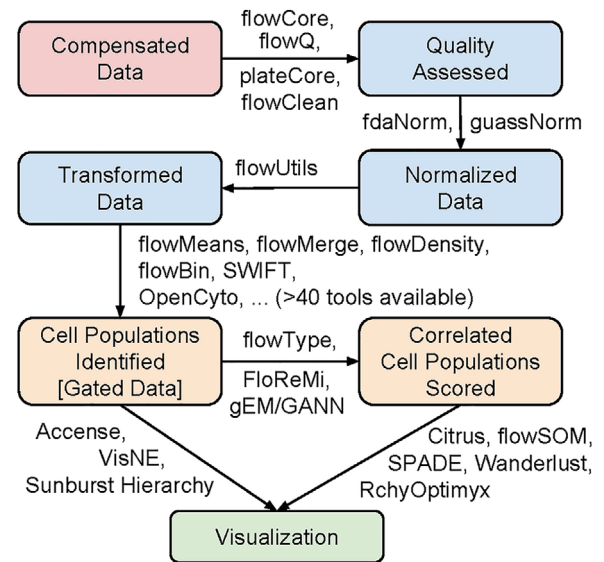 Compensated
Data
flowCore,
flowQ,
plateCore,
flowClean
Quality
Assessed
fdaNorm, guassNorm
Transformed
Data
flowUtils
Normalized
Data
flowMeans, flowMerge, flowDensity,
flowBin, SWIFT,
OpenCyto, ... (>40 tools available)
Cell Populations
Identified
[Gated Data]
flowType,
FloReMi,
gEM/GANN
Correlated
Cell Populations
Scored
Accense,
VisNE,
Sunburst Hierarchy
Citrus, flowSOM,
SPADE, Wanderlust,
RchyOptimyx
Visualization